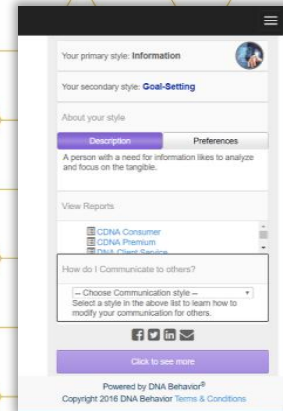 Your primary style: Information
Your secondary style: Goal-Setting
About your style
Description Preferences
A person with a need for information likes to analyze
and focus on the tangible.
View Reports
CDNA Consumer
CDNA Premium
DNA Client Service
How do I Communicate to others?
-- Choose Communication style --
Select a style in the above list to learn how to
modify your communication for others.
Click to see more
Powered by DNA Behavior®
Copyright 2016 DNA Behavior Terms & Conditions